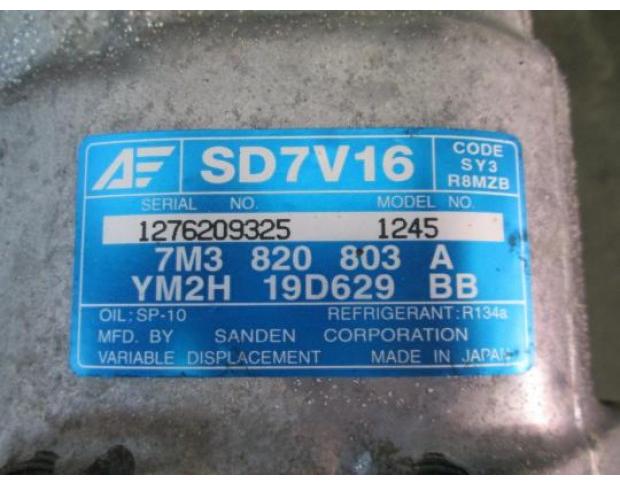 AE SD7V16 CODE
SY3
R8MZB
SERIAL NO. MODEL NO.
1276209325 1245
7M3 820 803 A
YM2H 19D629 BB
OIL:SP-10 REFRIGERANT:R134a
MFD. BY SANDEN CORPORATION
VARIABLE DISPLACEMENT MADE IN JAPAN